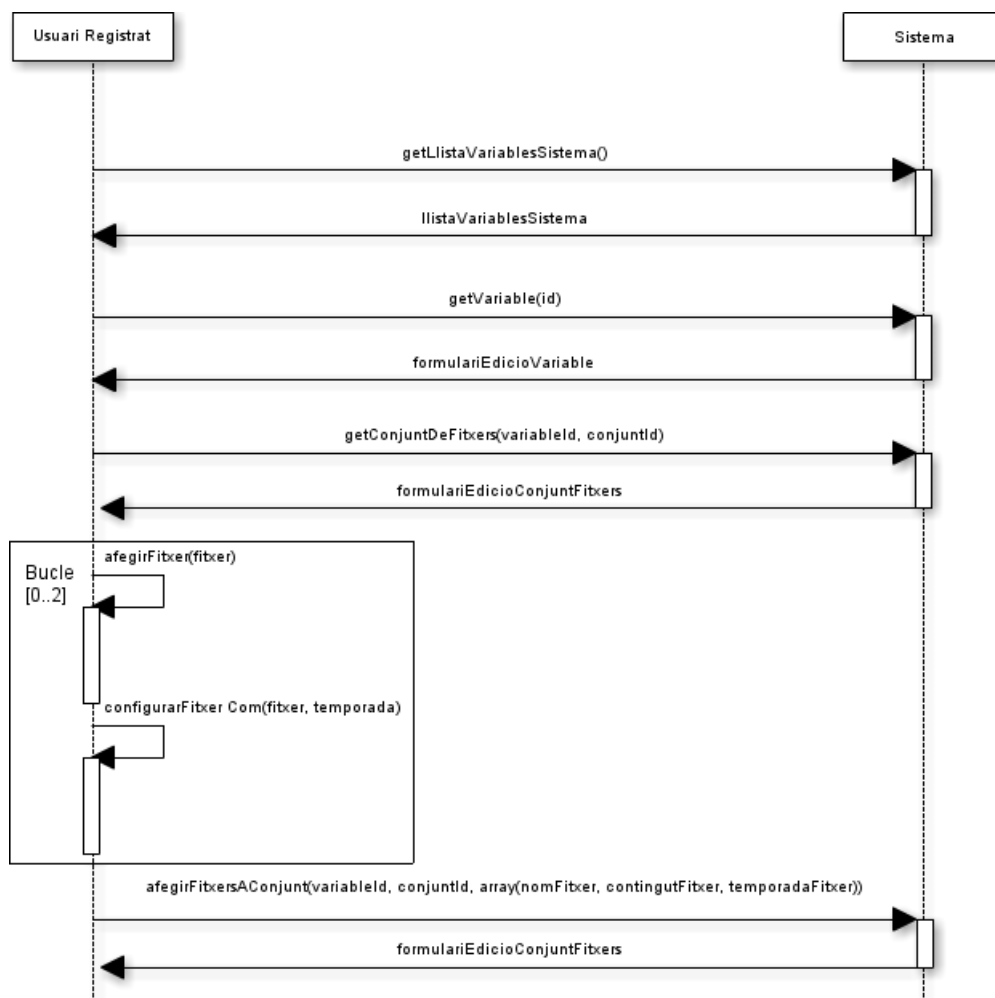 Usuari Registrat
Sistema
getLlistaVariablesSistema()
llistaVariablesSistema
getVariable(id)
formulariEdicioVariable
getConjuntDeFitxers(variableId, conjuntId)
formulariEdicioConjuntFitxers
Bucle
[0..2]
afegirFitxer(fitxer)
configurarFitxer Com(fitxer, temporada)
afegirFitxersAConjunt(variableId, conjuntId, array(nomFitxer, contingutFitxer, temporadaFitxer))
formulariEdicioConjuntFitxers